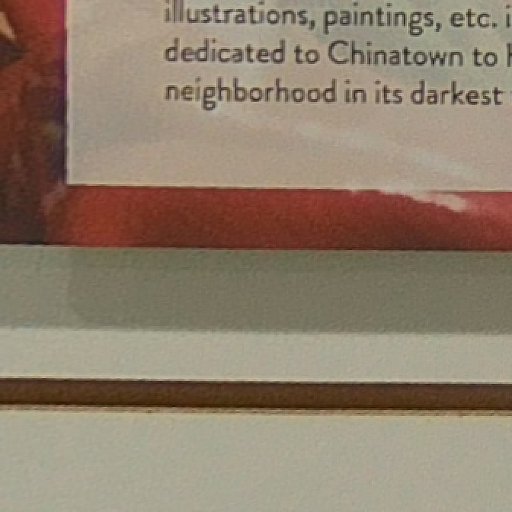 illustrations, paintings, etc.
dedicated to Chinatown to
neighborhood in its darkest